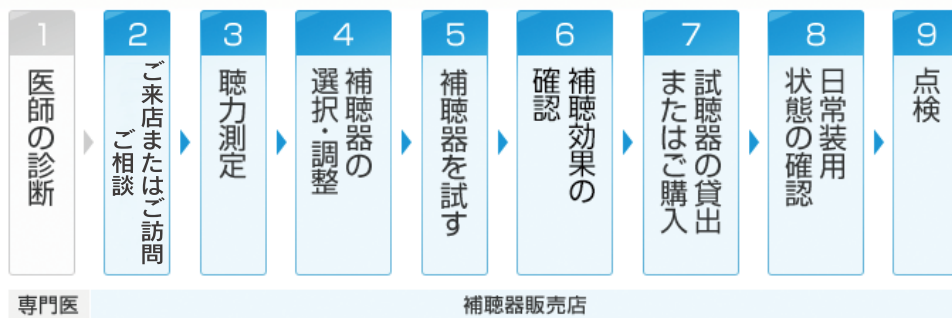 1
医師の診断
2
ご来店またはご訪問
ご相談
3
聴力測定
4
補聴器の
選択・調整
5
補聴器を試す
6
補聴効果の
確認
7
試聴器の貸出
またはご購入
8
日常装用
状態の確認
9
点検
専門医
補聴器販売店